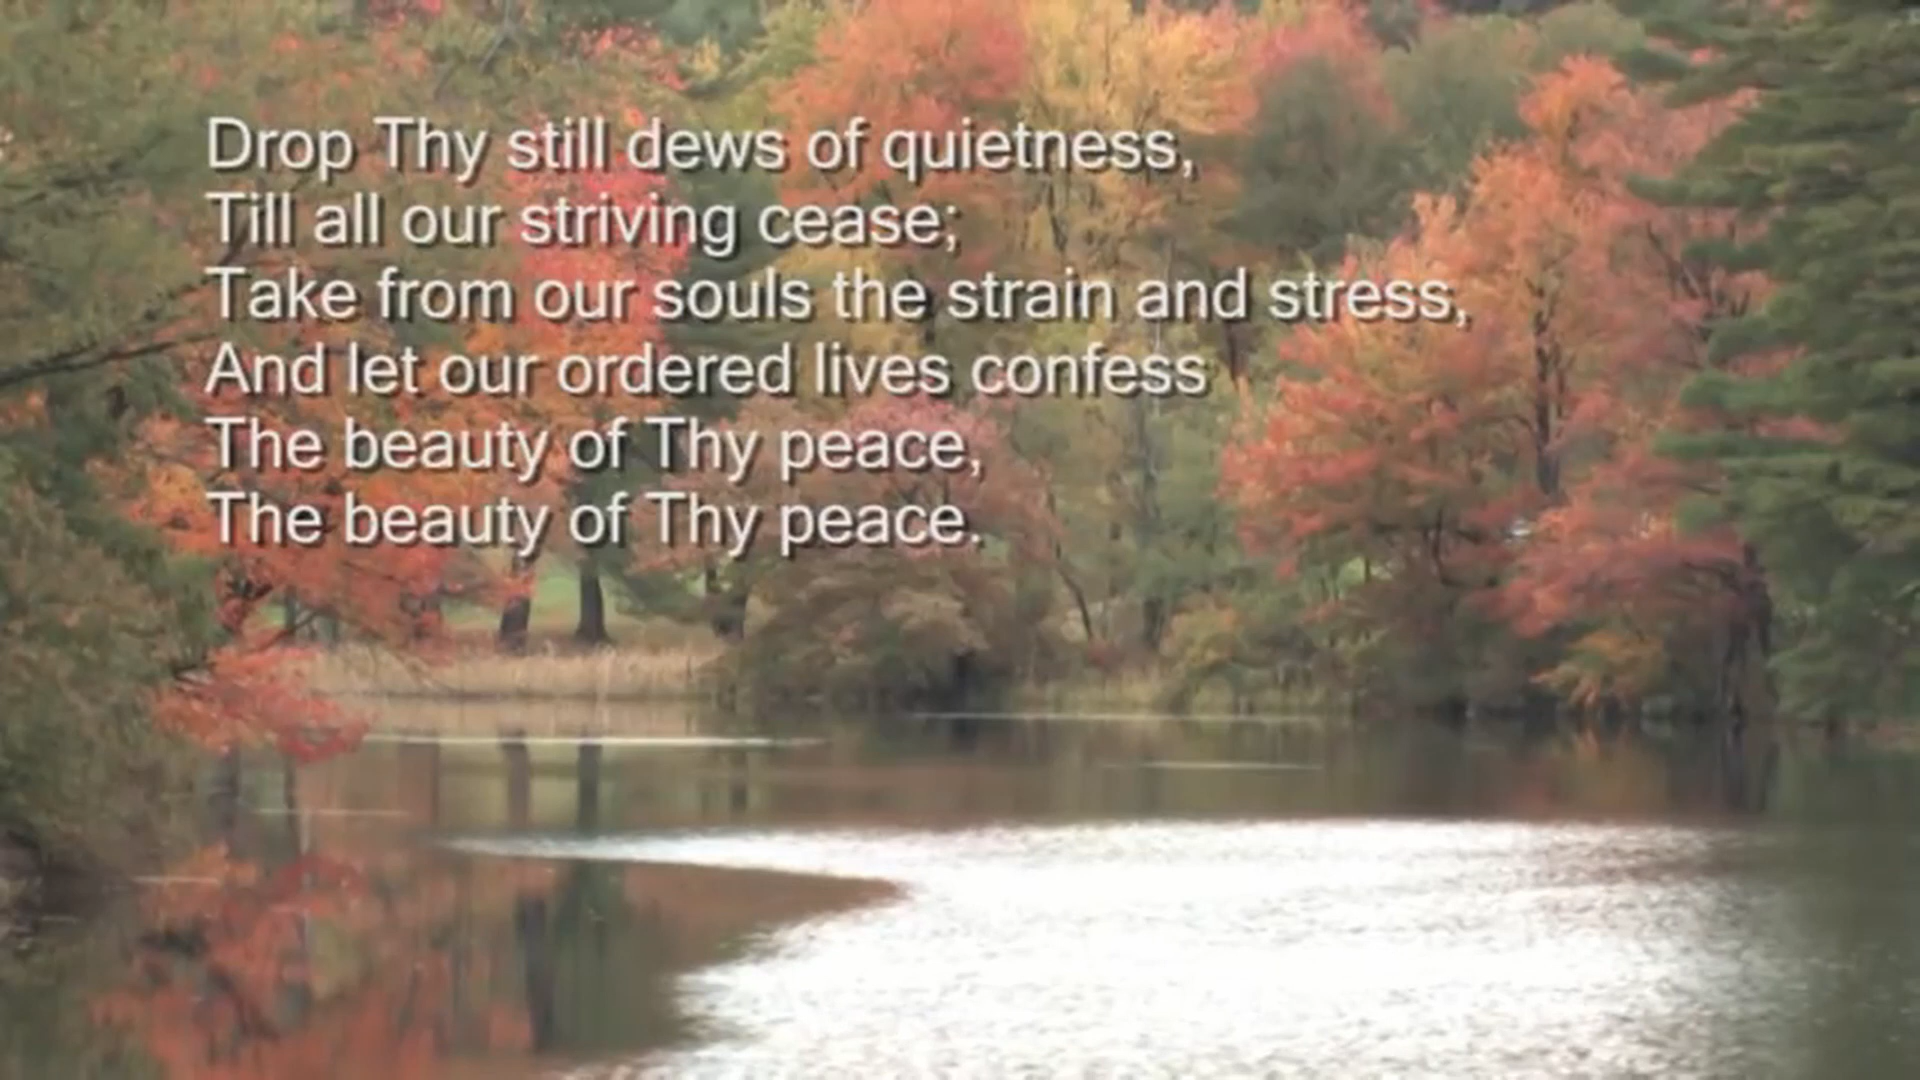 Drop Thy still dews of quietness,
Till all our striving cease;
Take from our souls the strain and stress,
And let our ordered lives confess
The beauty of Thy peace,
The beauty of Thy peace.